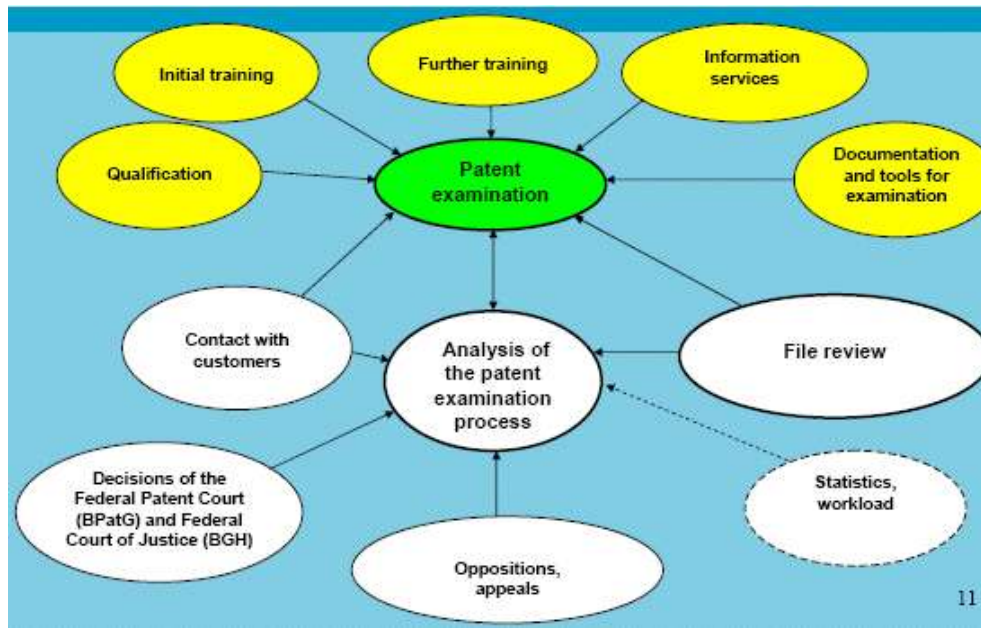 Initial training
Further training
Information
services
Qualification
Patent
examination
Documentation
and tools for
examination
Contact with
customers
Analysis of
the patent
examination
process
File review
Decisions of the
Federal Patent Court
(BPatG) and Federal
Court of Justice (BGH)
Oppositions,
appeals
Statistics,
workload
11